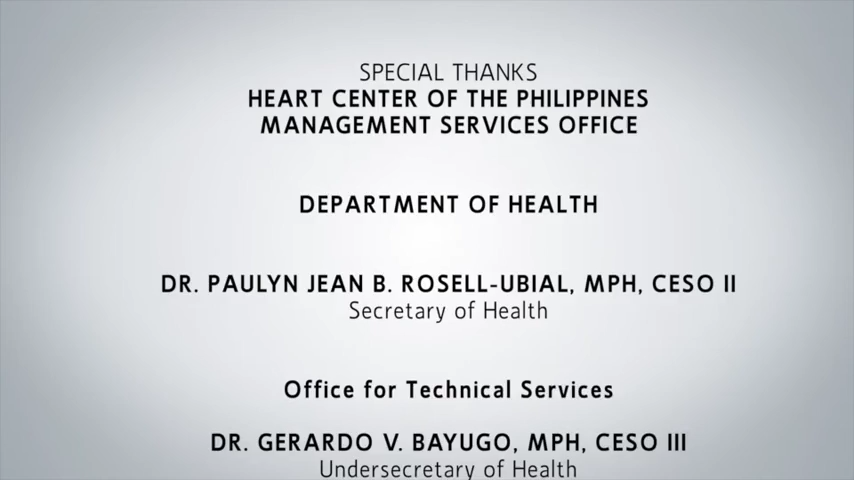 SPECIAL THANKS
HEART CENTER OF THE PHILIPPINES
MANAGEMENT SERVICES OFFICE
DEPARTMENT OF HEALTH
DR. PAULYN JEAN B. ROSELL-UBIAL, MPH, CESO II
Secretary of Health
Office for Technical Services
DR. GERARDO V. BAYUGO, MPH, CESO III
Undersecretary of Health